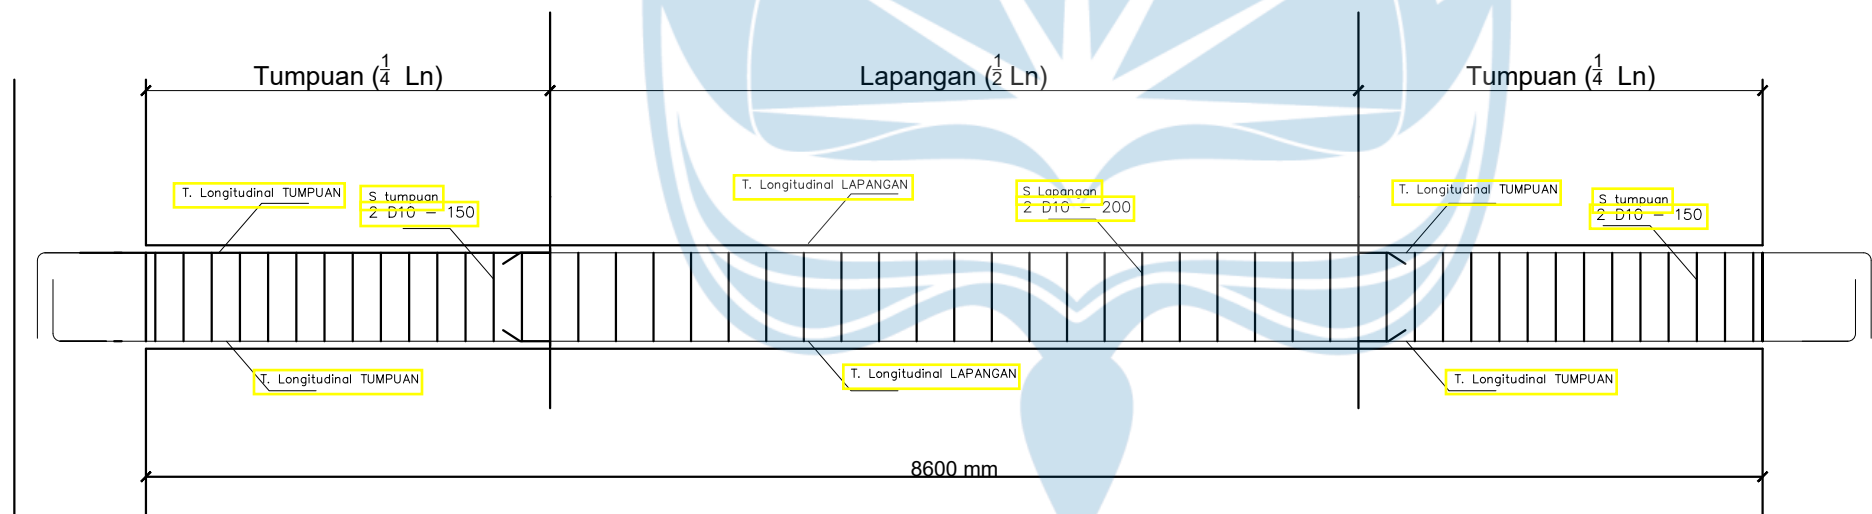 Tumpuan (1/4 Ln)
Lapangan (1/2 Ln)
Tumpuan (1/4 Ln)
T. Longitudinal TUMPUAN
S tumpuan
2 D10 - 150
T. Longitudinal LAPANGAN
S Lapangan
2 D10 - 200
T. Longitudinal TUMPUAN
S tumpuan
2 D10 - 150
T. Longitudinal TUMPUAN
T. Longitudinal LAPANGAN
T. Longitudinal TUMPUAN
8600 mm